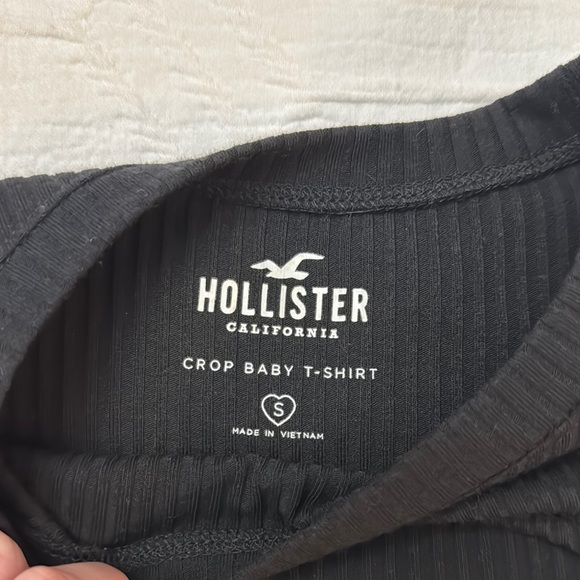 HOLLISTER
CALIFORNIA
CROP BABY T-SHIRT
S
MADE IN VIETNAM